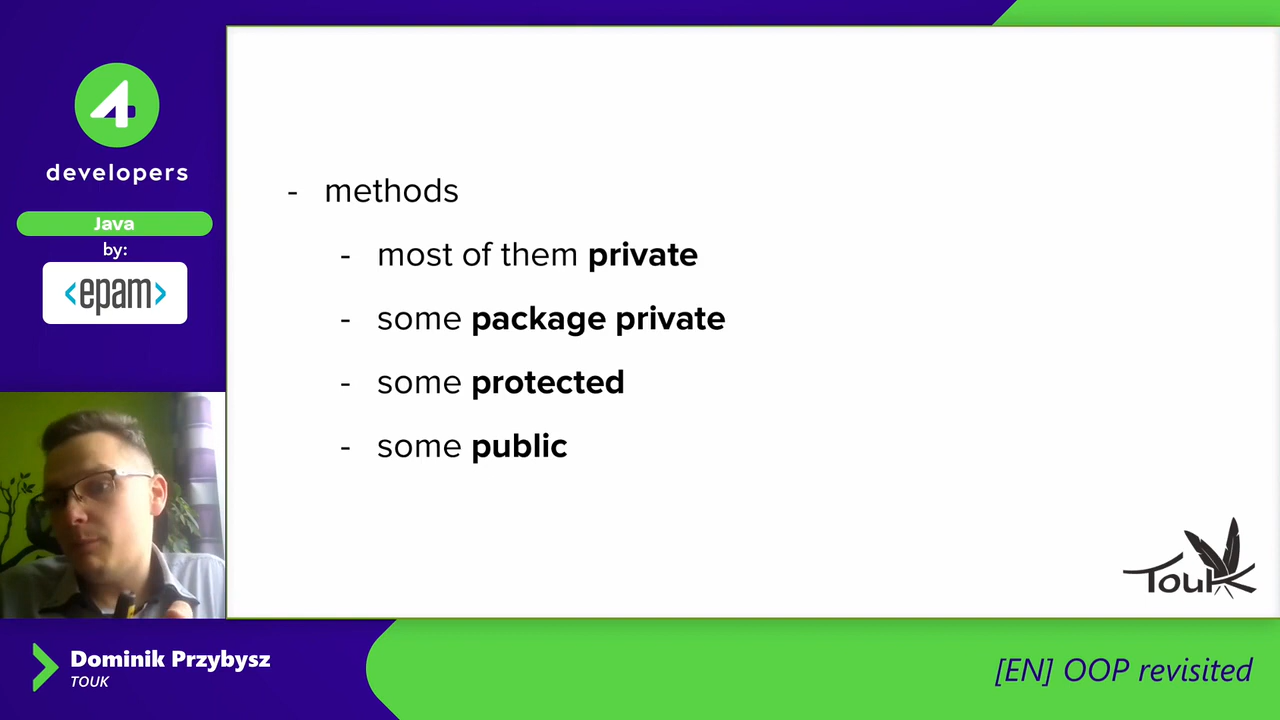 4
developers
Java
by:
<epam>
- methods
- most of them private
- some package private
- some protected
- some public
TouK
Dominik Przybysz
TOUK
[EN] OOP revisited